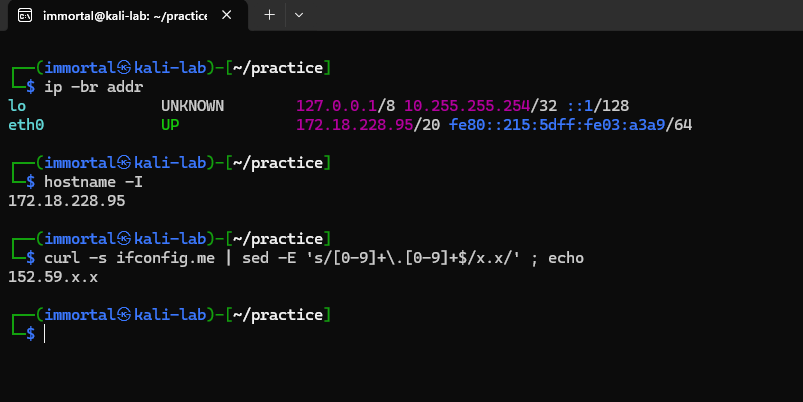 immortal@kali-lab: ~/practice
┌──(immortal㉿kali-lab)-[~/practice]
└─$ ip -br addr
lo               UNKNOWN        127.0.0.1/8 10.255.255.254/32 ::1/128
eth0             UP             172.18.228.95/20 fe80::215:5dff:fe03:a3a9/64
┌──(immortal㉿kali-lab)-[~/practice]
└─$ hostname -I
172.18.228.95
┌──(immortal㉿kali-lab)-[~/practice]
└─$ curl -s ifconfig.me | sed -E 's/[0-9]+\.[0-9]+$/x.x/' ; echo
152.59.x.x
┌──(immortal㉿kali-lab)-[~/practice]
└─$